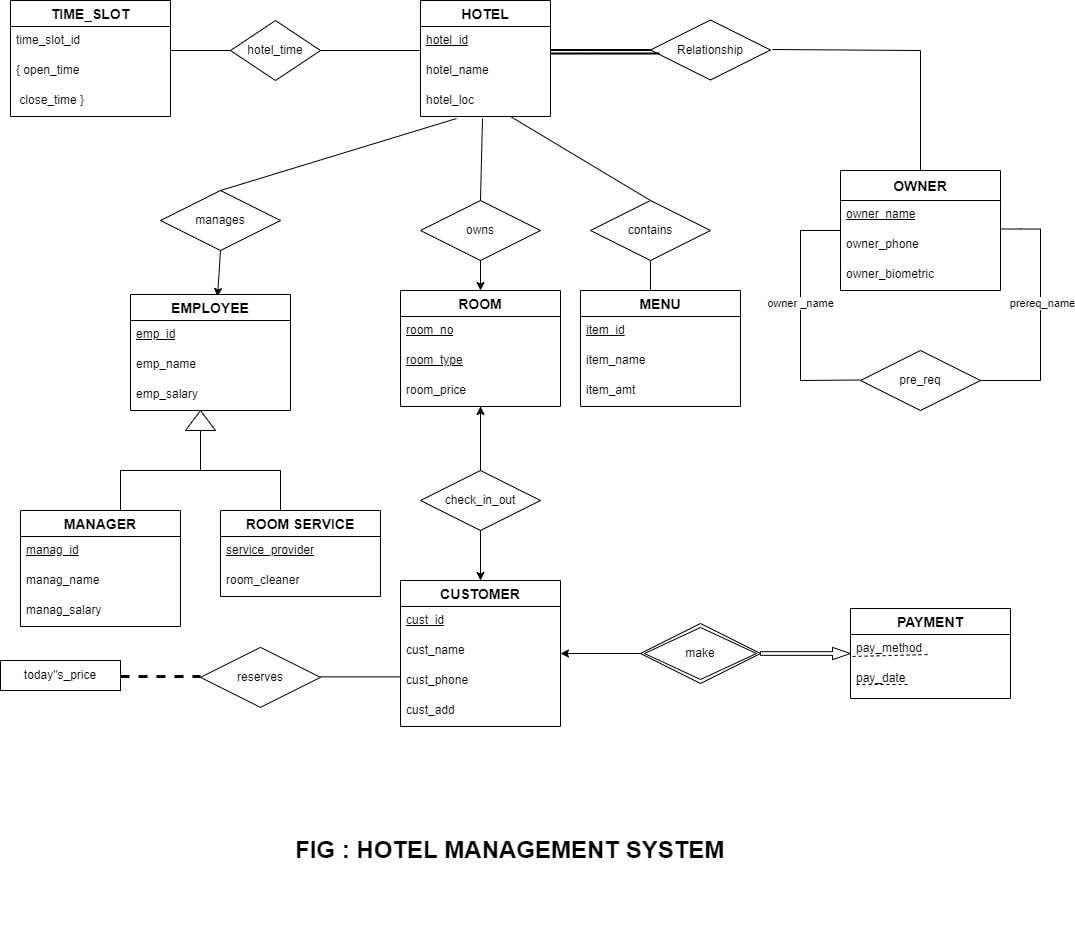 TIME_SLOT
time_slot_id
{ open_time
close_time }
hotel_time
HOTEL
hotel_id
hotel_name
hotel_loc
Relationship
OWNER
owner_name
owner_phone
owner_biometric
owner _name
prereq_name
pre_req
manages
owns
contains
EMPLOYEE
emp_id
emp_name
emp_salary
ROOM
room_no
room_type
room_price
MENU
item_id
item_name
item_amt
check_in_out
MANAGER
manag_id
manag_name
manag_salary
ROOM SERVICE
service_provider
room_cleaner
CUSTOMER
cust_id
cust_name
cust_phone
cust_add
make
PAYMENT
pay_method
pay_date
today"s_price
reserves
FIG : HOTEL MANAGEMENT SYSTEM